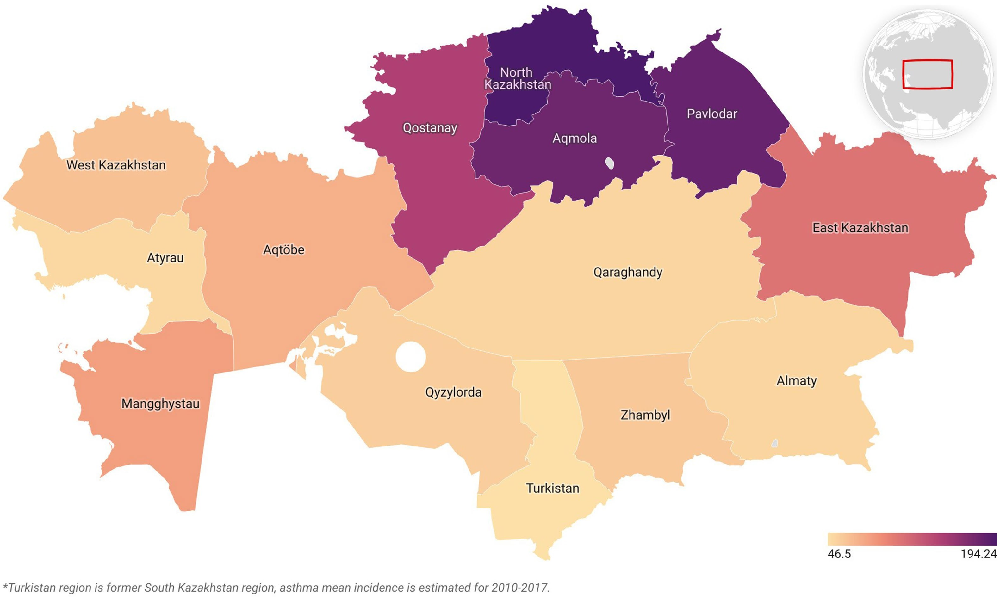 North
Kazakhstan
Pavlodar
Qostanay
Aqmola
West Kazakhstan
East Kazakhstan
Aqtöbe
Atyrau
Qaraghandy
Almaty
Qyzylorda
Mangghystau
Zhambyl
Turkistan
46.5
194.24
*Turkistan region is former South Kazakhstan region, asthma mean incidence is estimated for 2010-2017.